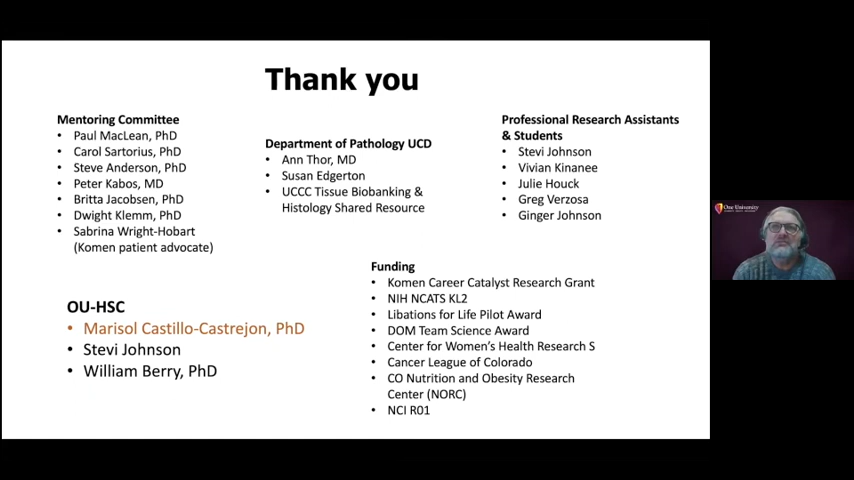 Thank you
Mentoring Committee
• Paul MacLean, PhD
• Carol Sartorius, PhD
• Steve Anderson, PhD
• Peter Kabos, MD
• Britta Jacobsen, PhD
• Dwight Klemm, PhD
• Sabrina Wright-Hobart
(Komen patient advocate)
Department of Pathology UCD
• Ann Thor, MD
• Susan Edgerton
• UCCC Tissue Biobanking &
Histology Shared Resource
Professional Research Assistants
& Students
• Stevi Johnson
• Vivian Kinanee
• Julie Houck
• Greg Verzosa
• Ginger Johnson
OU-HSC
• Marisol Castillo-Castrejon, PhD
• Stevi Johnson
• William Berry, PhD
Funding
• Komen Career Catalyst Research Grant
• NIH NCATS KL2
• Libations for Life Pilot Award
• DOM Team Science Award
• Center for Women's Health Research S
• Cancer League of Colorado
• CO Nutrition and Obesity Research
Center (NORC)
• NCI R01
One University